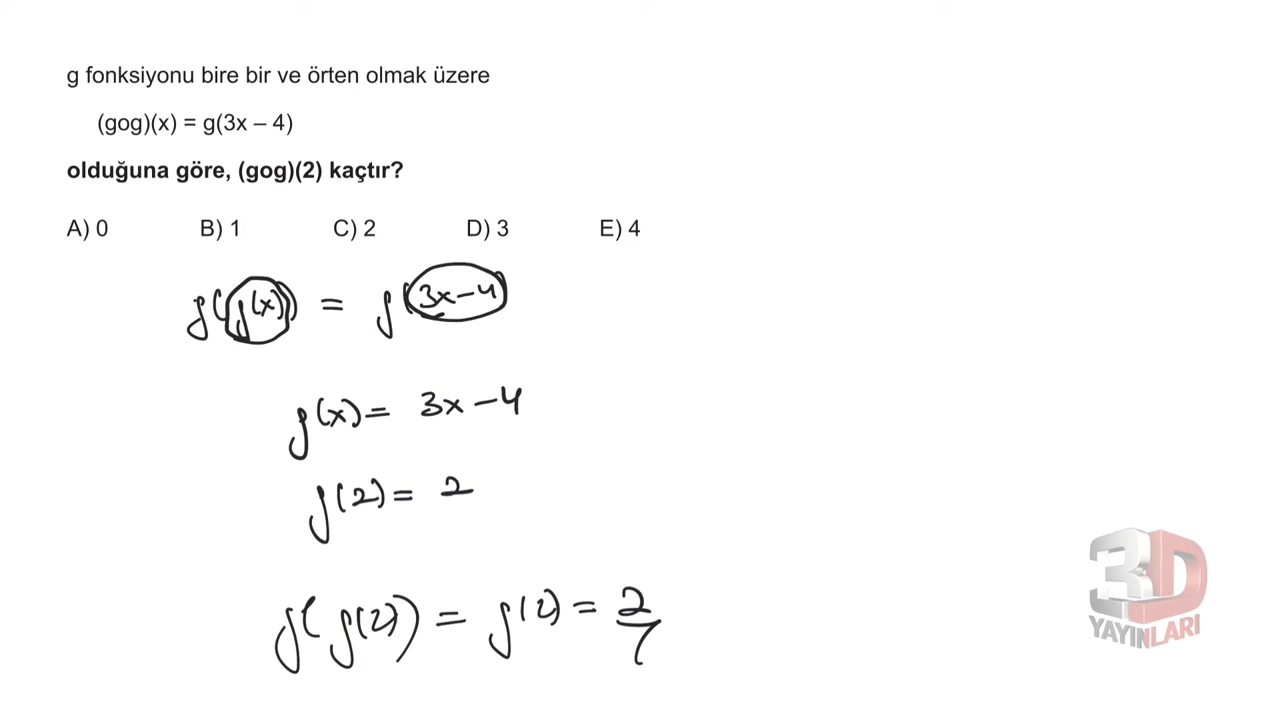 g fonksiyonu bire bir ve örten olmak üzere
(gog)(x) = g(3x – 4)
olduğuna göre, (gog)(2) kaçtır?
A) 0 B) 1 C) 2 D) 3 E) 4
g(g(x)) = g(3x-4)
g(x) = 3x-4
g(2) = 2
g(g(2)) = g(2) = 2
3D
YAYINLARI